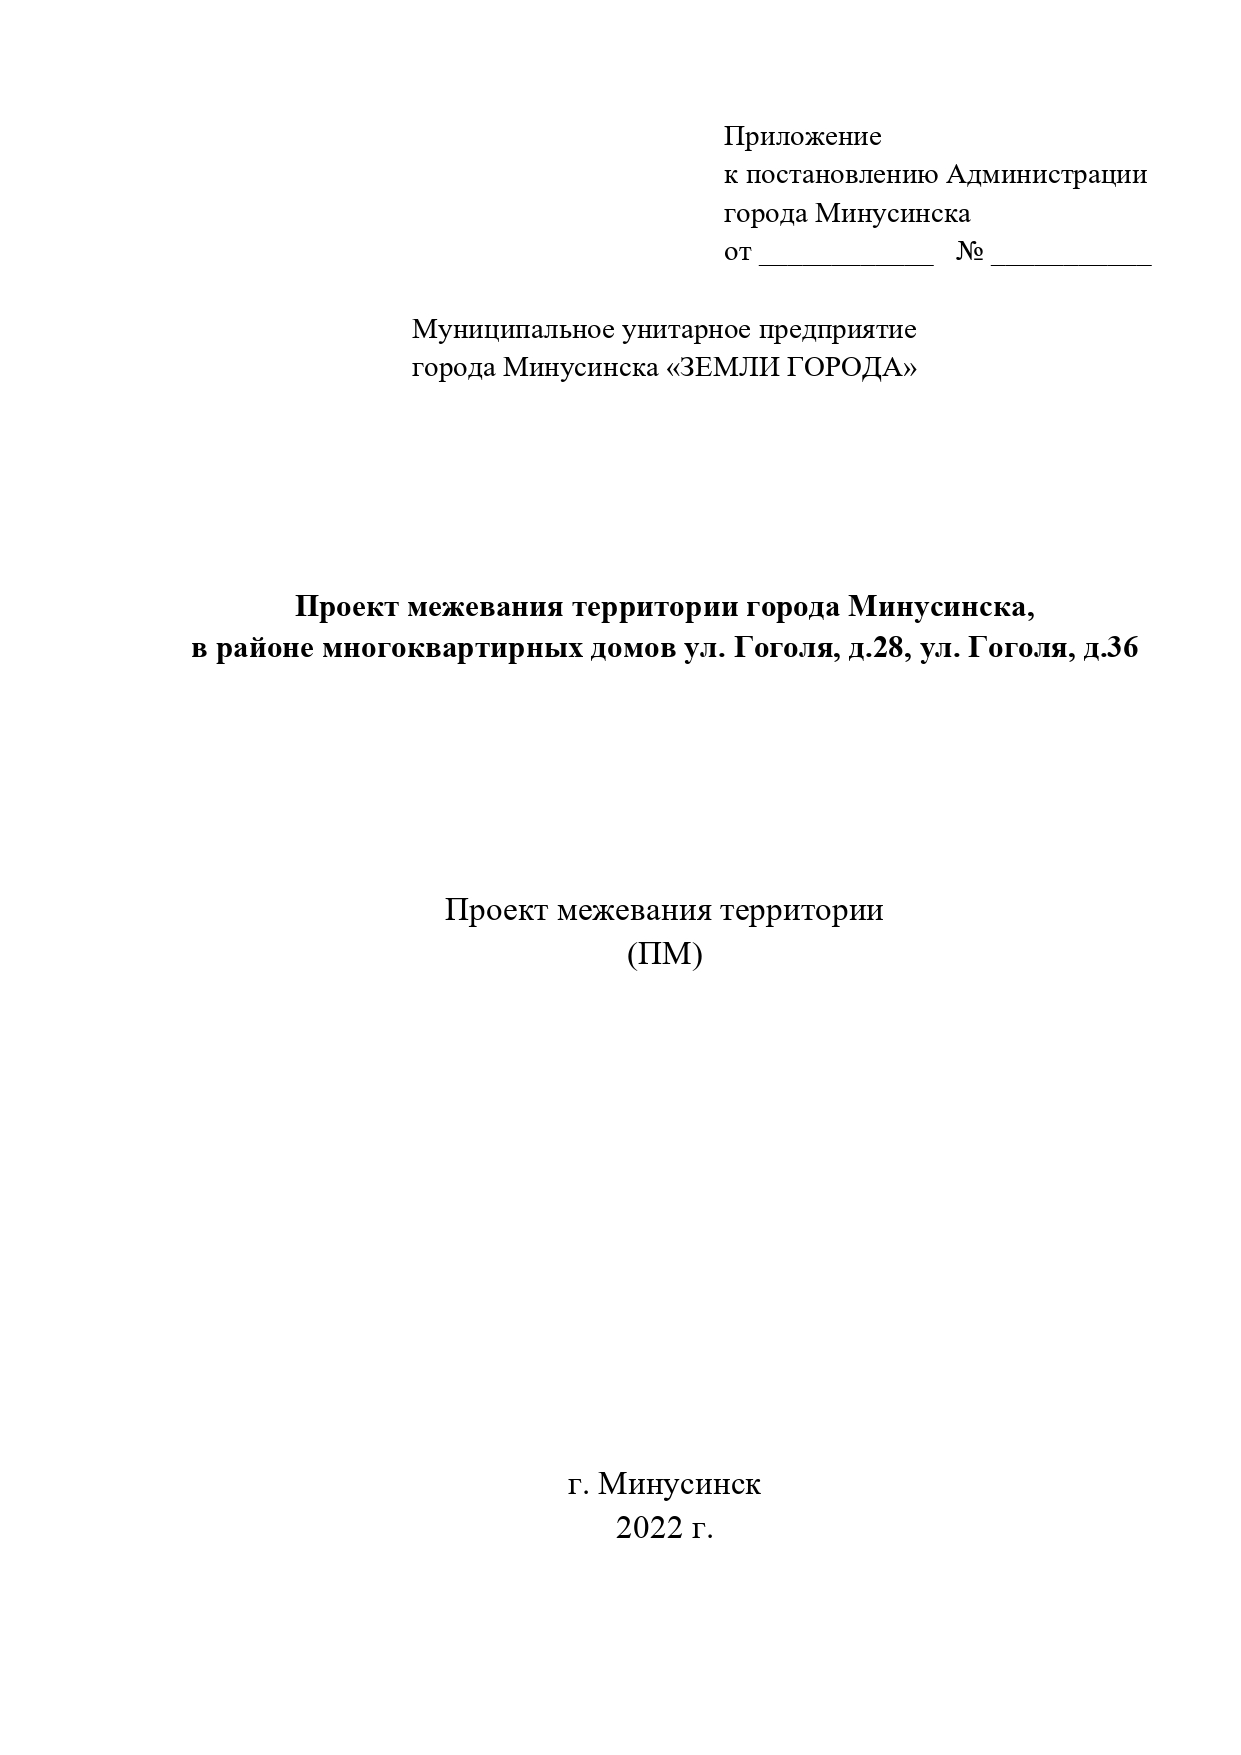 Приложение
к постановлению Администрации
города Минусинска
от ____________ № ___________
Муниципальное унитарное предприятие
города Минусинска «ЗЕМЛИ ГОРОДА»
Проект межевания территории города Минусинска,
в районе многоквартирных домов ул. Гоголя, д.28, ул. Гоголя, д.36
Проект межевания территории
(ПМ)
г. Минусинск
2022 г.